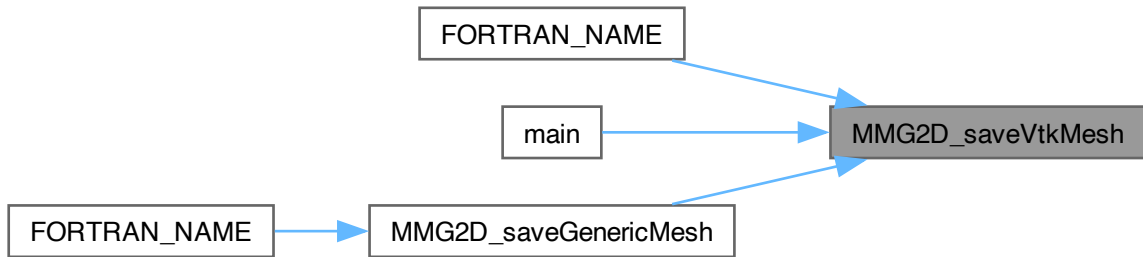 FORTRAN_NAME
main
MMG2D_saveVtkMesh
FORTRAN_NAME
MMG2D_saveGenericMesh